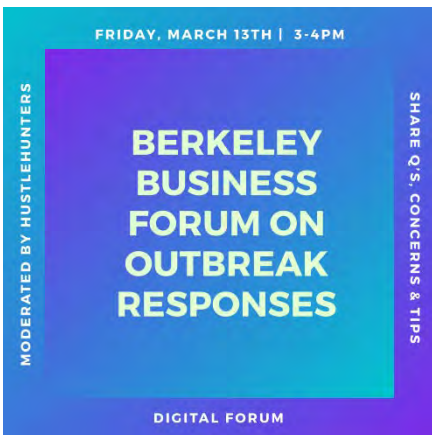 FRIDAY, MARCH 13TH | 3-4PM
MODERATED BY HUSTLEHUNTERS
BERKELEY
BUSINESS
FORUM ON
OUTBREAK
RESPONSES
SHARE Q'S, CONCERNS & TIPS
DIGITAL FORUM